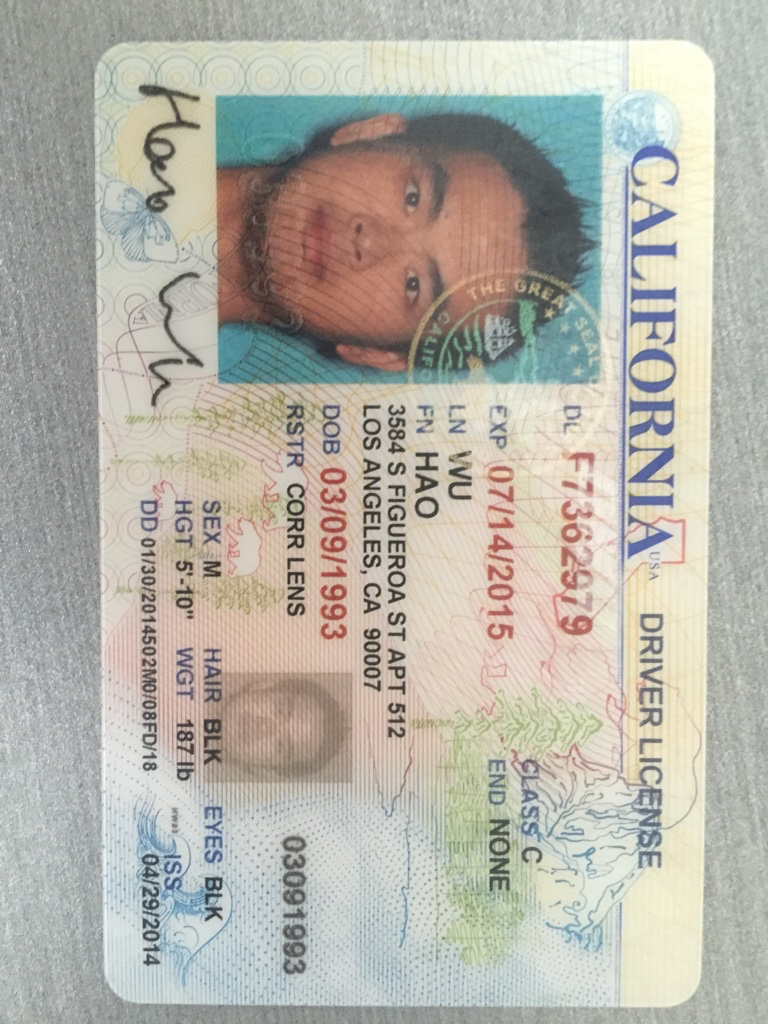 CALIFORNIA USA DRIVER LICENSE
DL F7362979
CLASS C
EXP 07/14/2015
END NONE
LN WU
FN HAO
3584 S FIGUEROA ST APT 512
LOS ANGELES, CA 90007
DOB 03/09/1993
RSTR CORR LENS
03091993
SEX M HAIR BLK EYES BLK
HGT 5'-10" WGT 187 lb
ISS
DD 01/30/2014502M0/08FD/18 04/29/2014
THE GREAT SEAL
CALIFO
Hao Wu